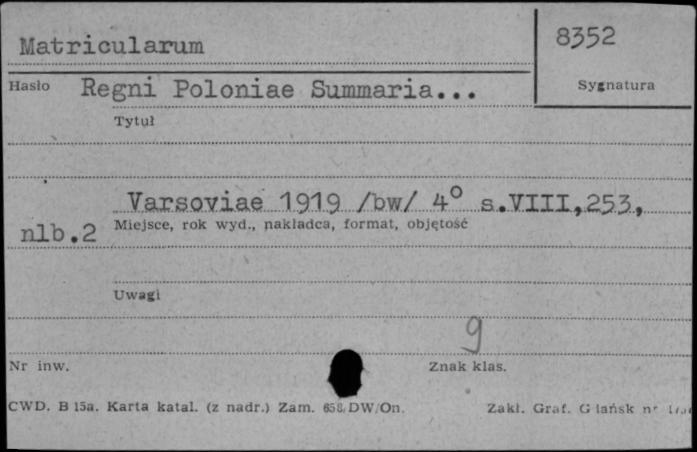 Matricularum
8352
Hasło Regni Poloniae Summaria...
Sygnatura
Tytuł
Varsoviae 1919 /bw/ 4° s.VIII,253,
nlb.2 Miejsce, rok wyd., nakładca, format, objętość
Uwagi
9
Nr inw. Znak klas.
CWD. B 15a. Karta katal. (z nadr.) Zam. 658/DW/On. Zakł. Graf. G ańsk